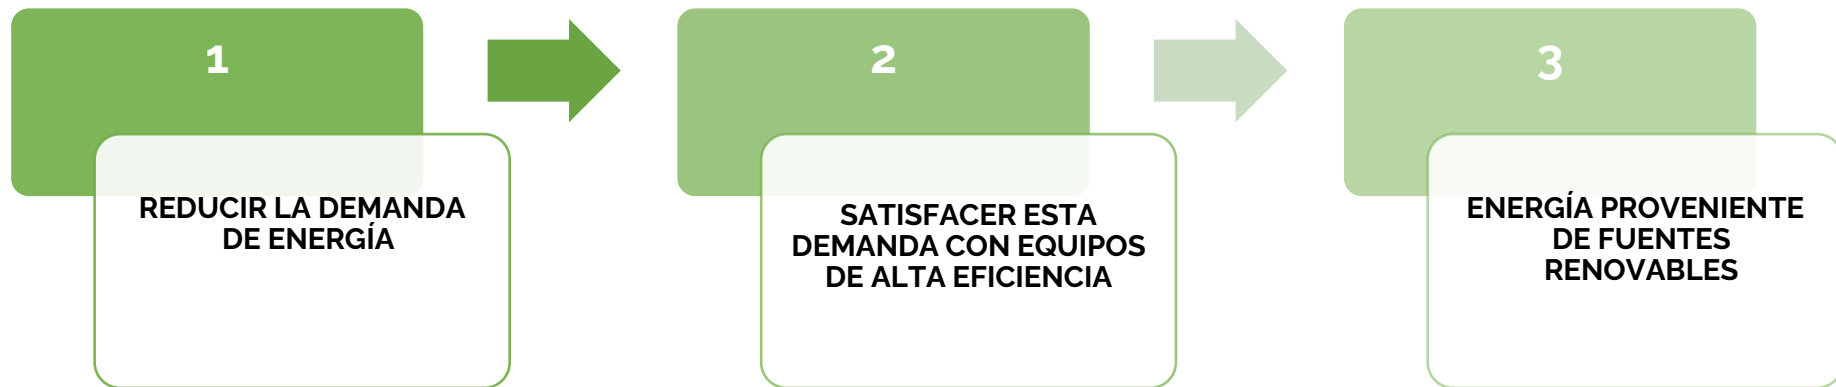 1
REDUCIR LA DEMANDA
DE ENERGÍA
2
SATISFACER ESTA
DEMANDA CON EQUIPOS
DE ALTA EFICIENCIA
3
ENERGÍA PROVENIENTE
DE FUENTES
RENOVABLES